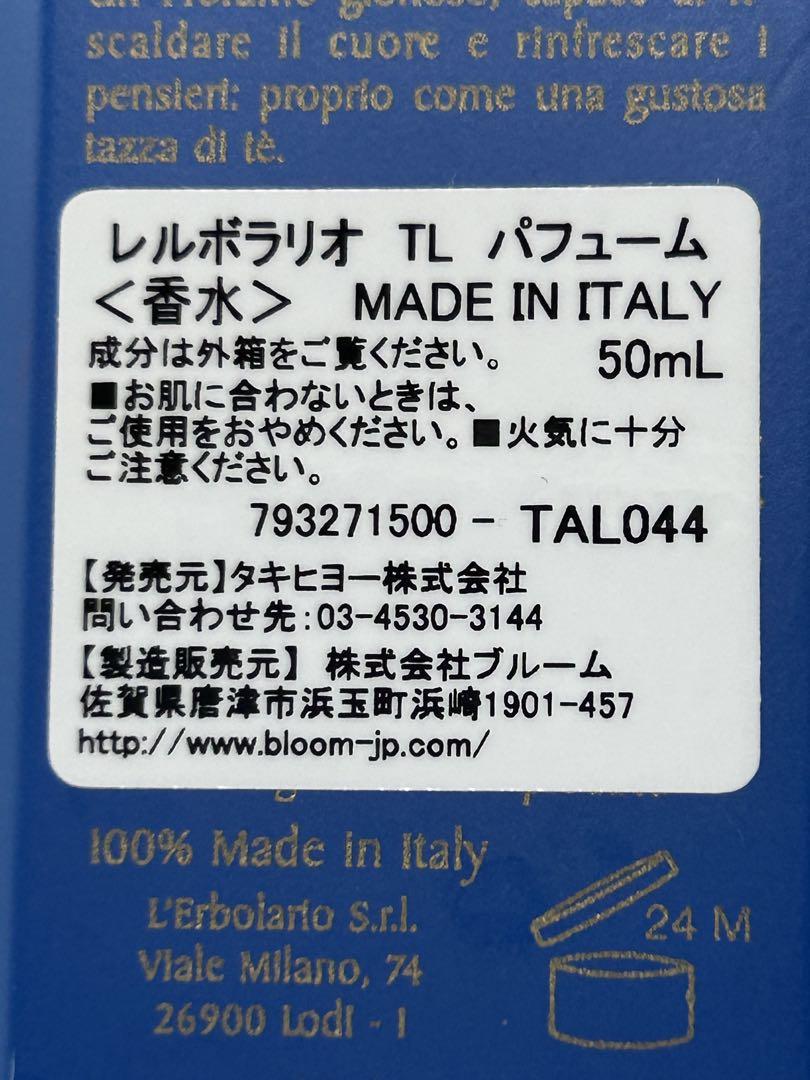 scaldare il cuore e rinfrescare i
pensieri: proprio come una gustosa
tazza di tè.
レルボラリオ TL パフューム
＜香水＞ MADE IN ITALY
成分は外箱をご覧ください。 50mL
■お肌に合わないときは、
ご使用をおやめください。■火気に十分
ご注意ください。
793271500 - TAL044
【発売元】タキヒヨー株式会社
問い合わせ先:03-4530-3144
【製造販売元】 株式会社ブルーム
佐賀県唐津市浜玉町浜崎1901-457
http://www.bloom-jp.com/
100% Made in Italy
L'Erbolario S.r.l.
Viale Milano, 74
26900 Lodi - I
24 M